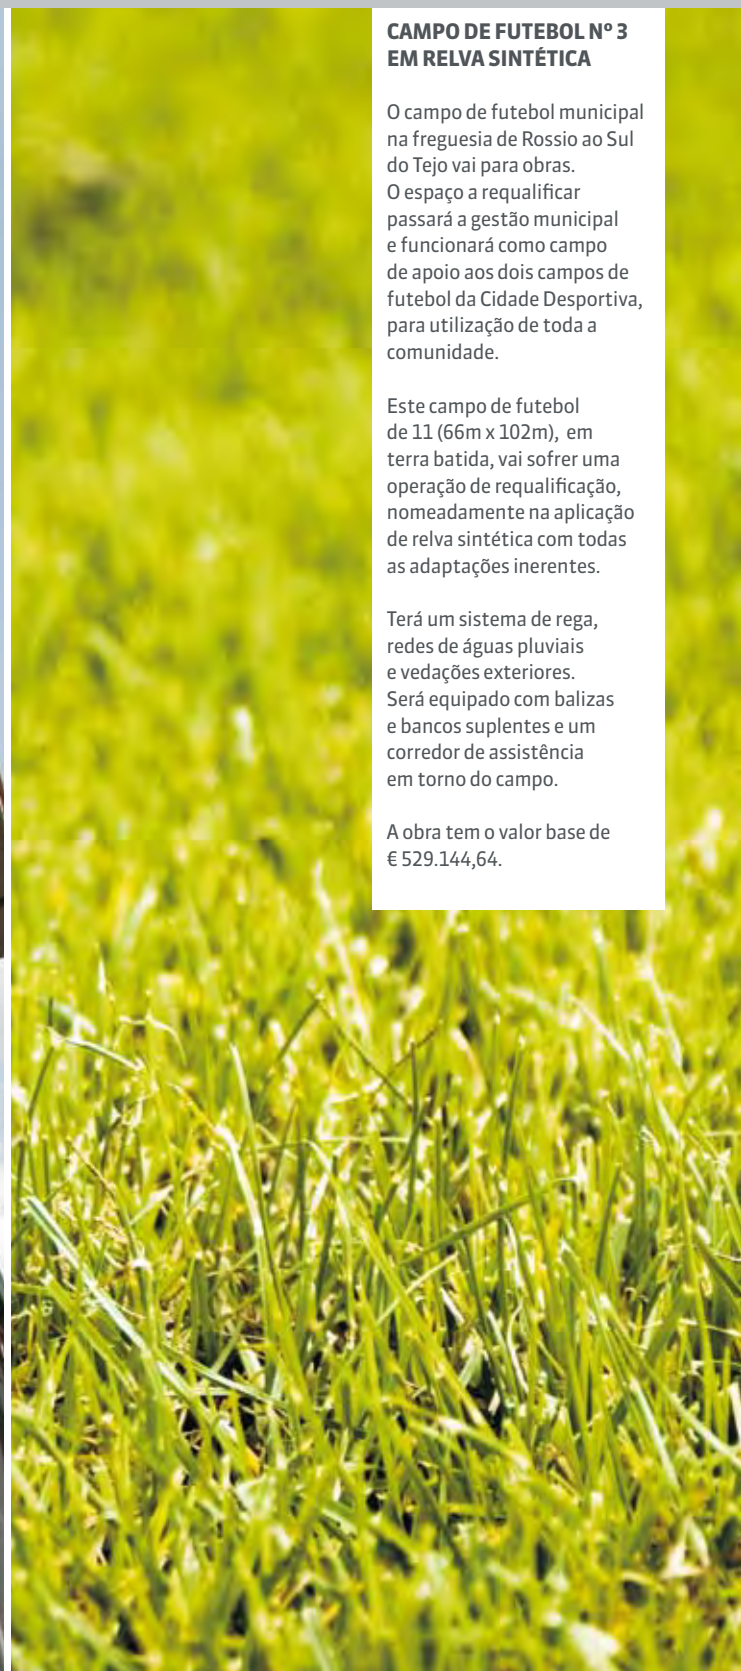 CAMPO DE FUTEBOL Nº 3
EM RELVA SINTÉTICA
O campo de futebol municipal
na freguesia de Rossio ao Sul
do Tejo vai para obras.
O espaço a requalificar
passará a gestão municipal
e funcionará como campo
de apoio aos dois campos de
futebol da Cidade Desportiva,
para utilização de toda a
comunidade.
Este campo de futebol
de 11 (66m x 102m), em
terra batida, vai sofrer uma
operação de requalificação,
nomeadamente na aplicação
de relva sintética com todas
as adaptações inerentes.
Terá um sistema de rega,
redes de águas pluviais
e vedações exteriores.
Será equipado com balizas
e bancos suplentes e um
corredor de assistência
em torno do campo.
A obra tem o valor base de
€ 529.144,64.